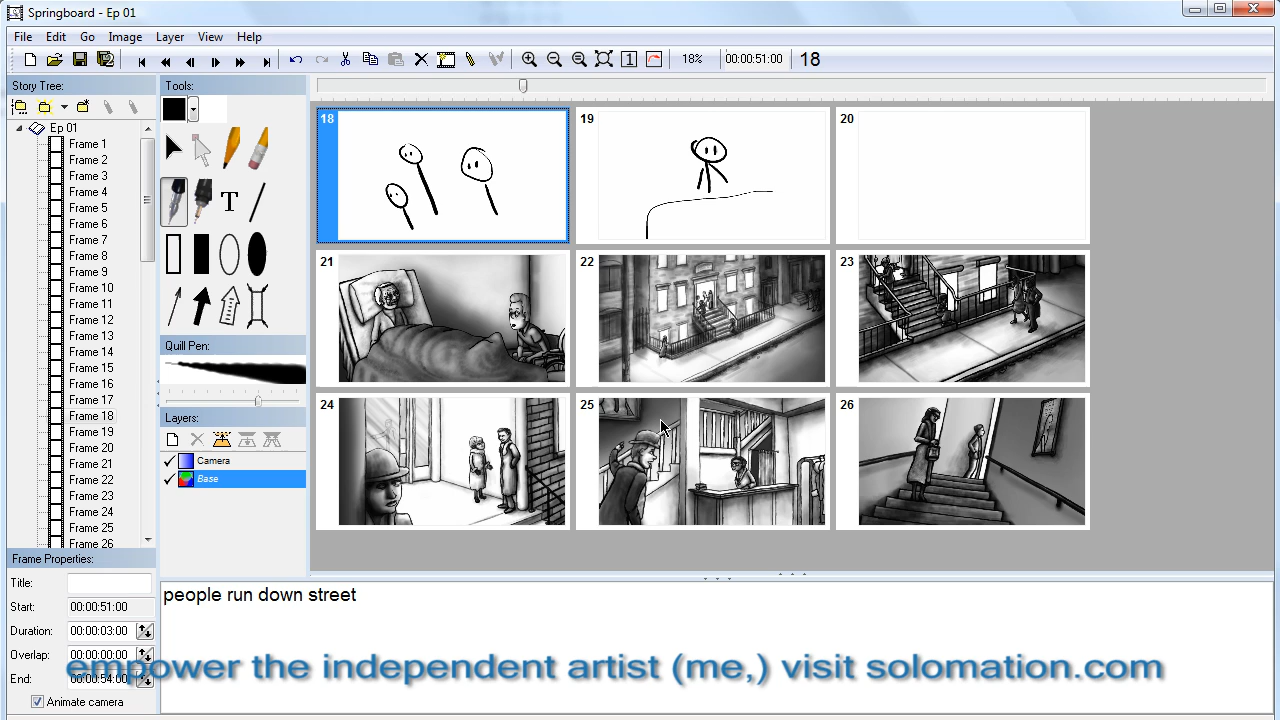 Springboard - Ep 01
File Edit Go Image Layer View Help
18% 00:00:51:00 18
Story Tree:
Ep 01
Frame 1
Frame 2
Frame 3
Frame 4
Frame 5
Frame 6
Frame 7
Frame 8
Frame 9
Frame 10
Frame 11
Frame 12
Frame 13
Frame 14
Frame 15
Frame 16
Frame 17
Frame 18
Frame 19
Frame 20
Frame 21
Frame 22
Frame 23
Frame 24
Frame 25
Frame 26
Frame Properties:
Title:
Start: 00:00:51:00
Duration: 00:00:03:00
Overlap: 00:00:00:00
End: 00:00:54:00
Animate camera
Tools:
T
Quill Pen:
Layers:
Camera
Base
18 19 20
21 22 23
24 25 26
people run down street
empower the independent artist (me,) visit solomation.com